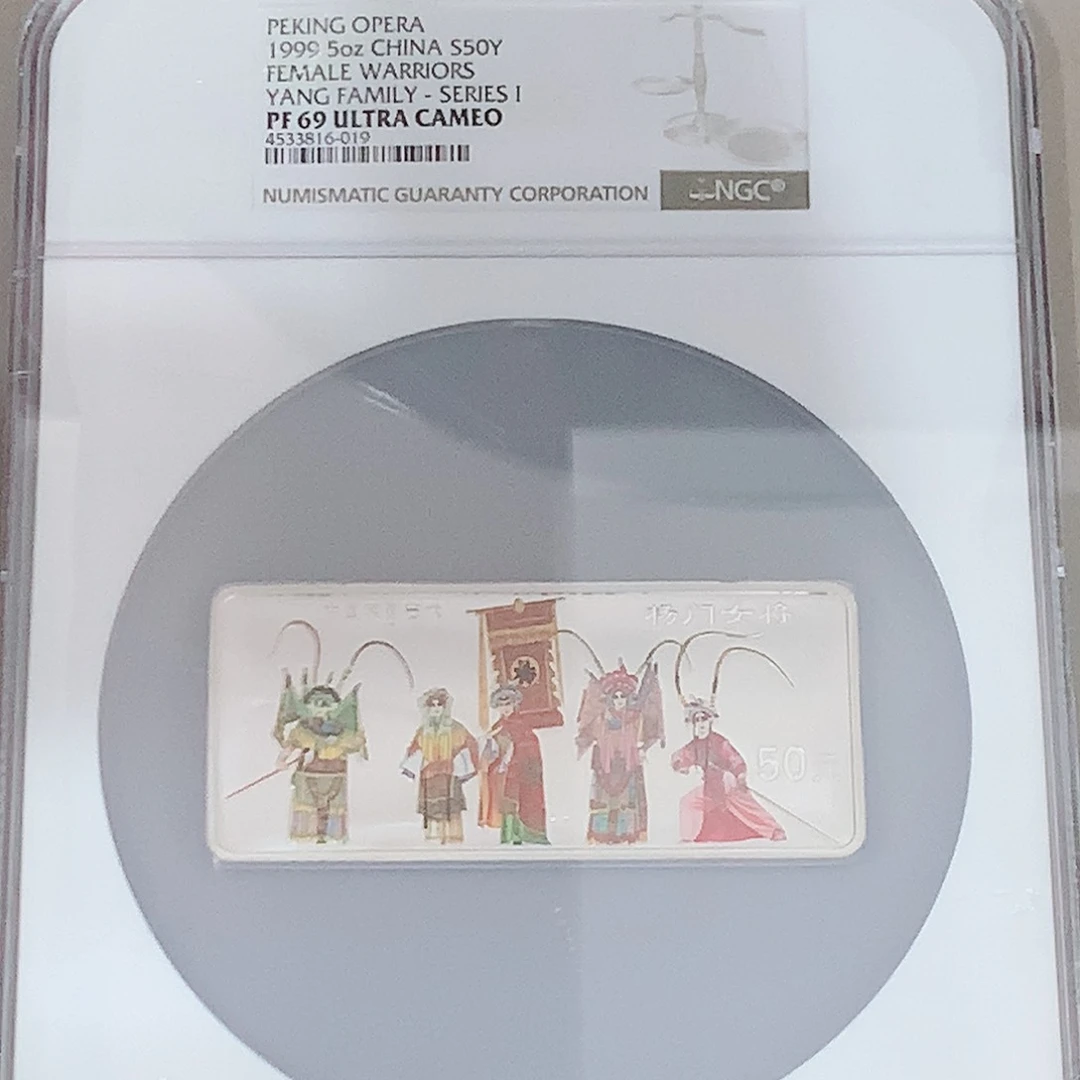 PEKING OPERA
1999 5oz CHINA S50Y
FEMALE WARRIORS
YANG FAMILY - SERIES I
PF 69 ULTRA CAMEO
4533816-019
NUMISMATIC GUARANTY CORPORATION
NGC®
杨门女将
50元